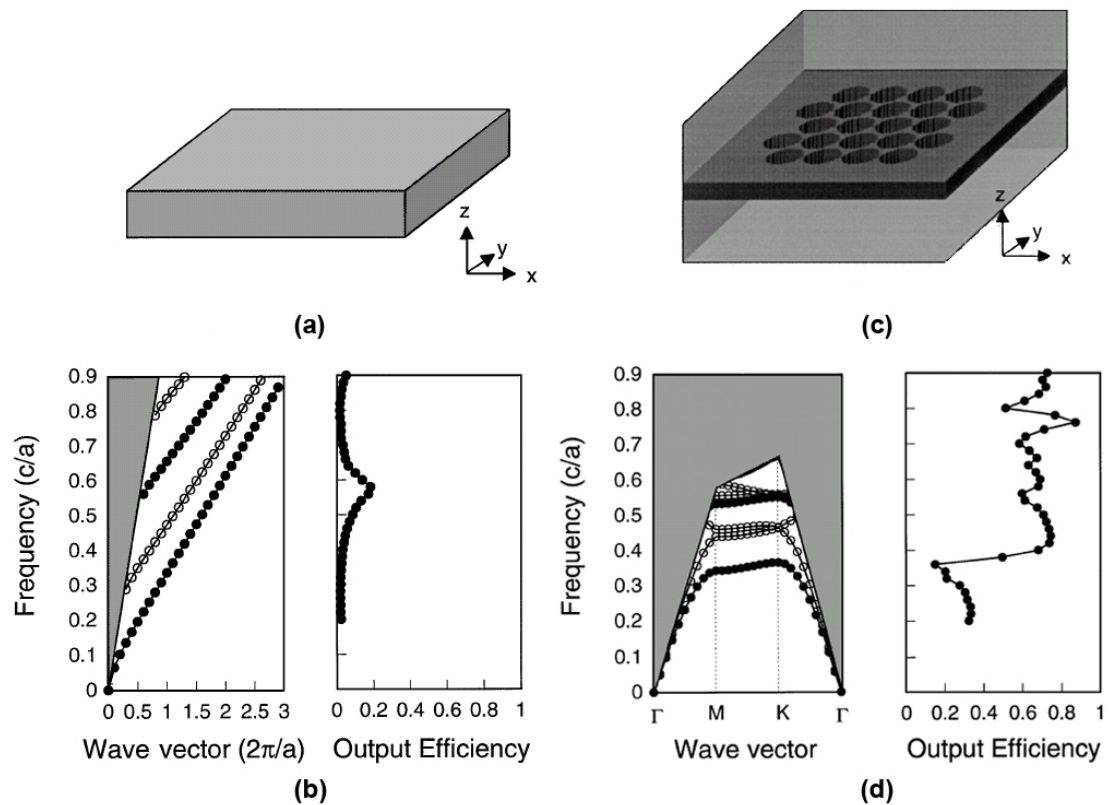 z
y
x
(a)
z
y
x
(c)
Frequency (c/a)
0.9
0.8
0.7
0.6
0.5
0.4
0.3
0.2
0.1
0
0 0.5 1 1.5 2 2.5 3
Wave vector (2π/a)
0 0.2 0.4 0.6 0.8 1
Output Efficiency
(b)
Frequency (c/a)
0.9
0.8
0.7
0.6
0.5
0.4
0.3
0.2
0.1
0
Γ M K Γ
Wave vector
0 0.2 0.4 0.6 0.8 1
Output Efficiency
(d)